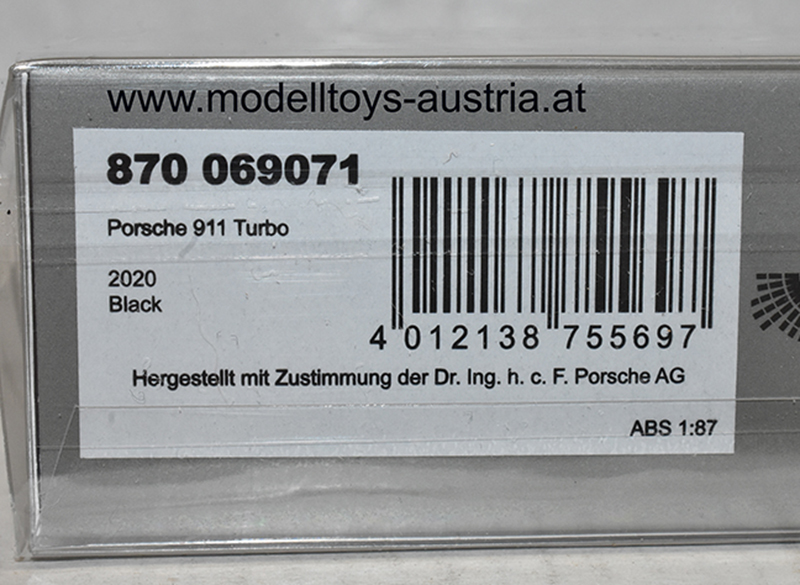 www.modelltoys-austria.at
870 069071
Porsche 911 Turbo
2020
Black
4 012138 755697
Hergestellt mit Zustimmung der Dr. Ing. h. c. F. Porsche AG
ABS 1:87